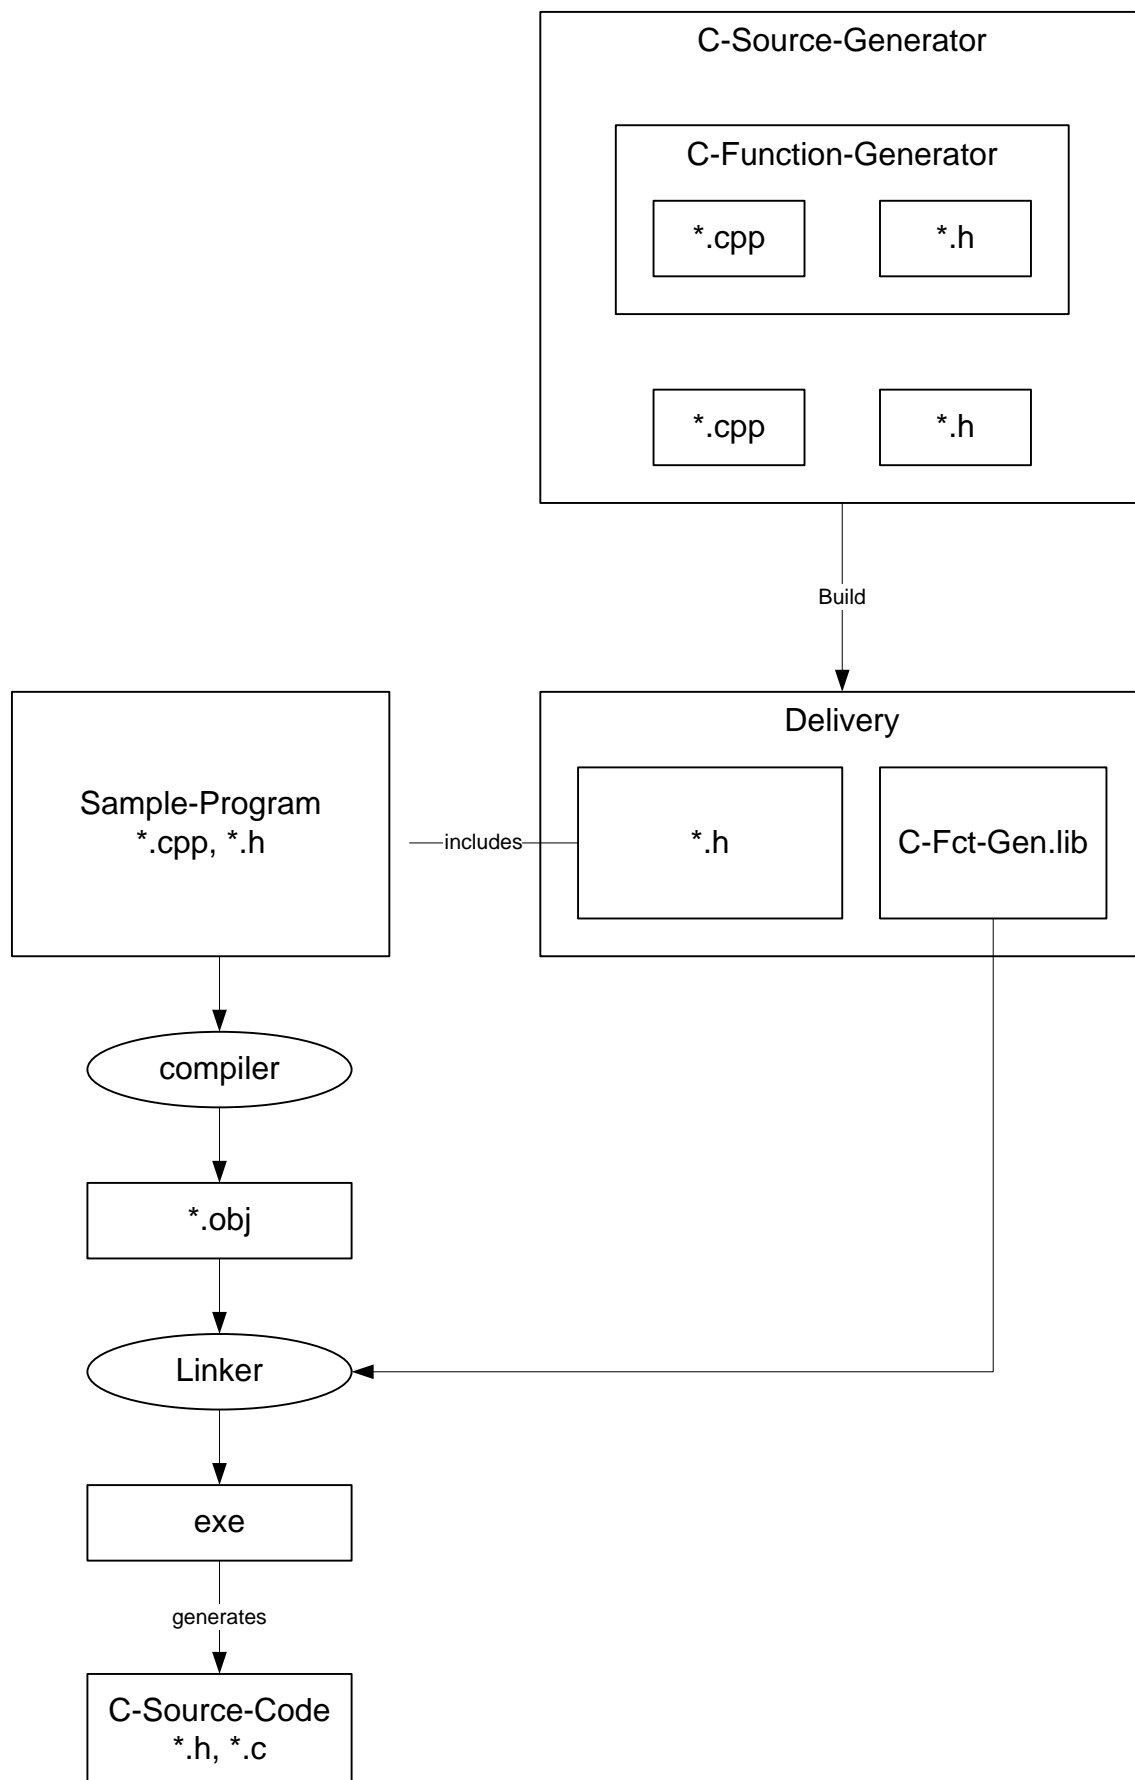 C-Source-Generator
C-Function-Generator
*.cpp
*.h
*.cpp
*.h
Build
Delivery
Sample-Program
*.cpp, *.h
includes
*.h
C-Fct-Gen.lib
compiler
*.obj
Linker
exe
generates
C-Source-Code
*.h, *.c